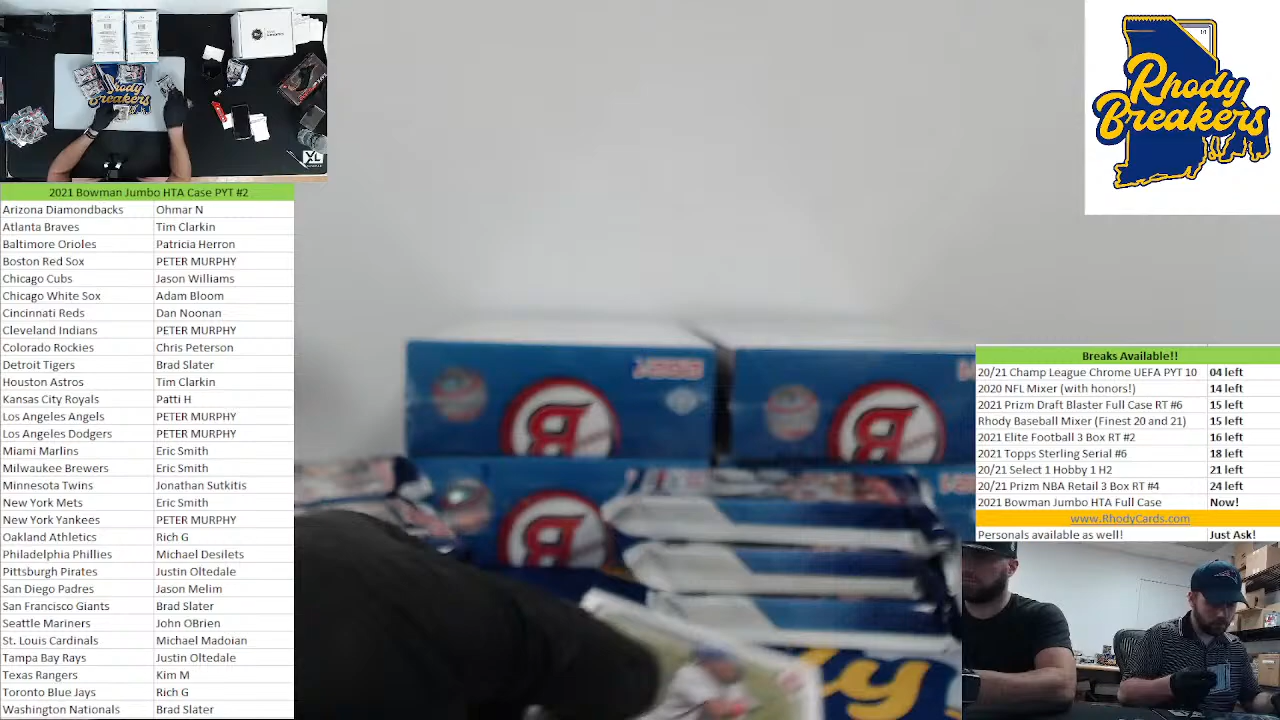 Rhody
Breakers
XL
2021 Bowman Jumbo HTA Case PYT #2
Arizona Diamondbacks Ohmar N
Atlanta Braves Tim Clarkin
Baltimore Orioles Patricia Herron
Boston Red Sox PETER MURPHY
Chicago Cubs Jason Williams
Chicago White Sox Adam Bloom
Cincinnati Reds Dan Noonan
Cleveland Indians PETER MURPHY
Colorado Rockies Chris Peterson
Detroit Tigers Brad Slater
Houston Astros Tim Clarkin
Kansas City Royals Patti H
Los Angeles Angels PETER MURPHY
Los Angeles Dodgers PETER MURPHY
Miami Marlins Eric Smith
Milwaukee Brewers Eric Smith
Minnesota Twins Jonathan Sutkitis
New York Mets Eric Smith
New York Yankees PETER MURPHY
Oakland Athletics Rich G
Philadelphia Phillies Michael Desilets
Pittsburgh Pirates Justin Oltedale
San Diego Padres Jason Melim
San Francisco Giants Brad Slater
Seattle Mariners John OBrien
St. Louis Cardinals Michael Madoian
Tampa Bay Rays Justin Oltedale
Texas Rangers Kim M
Toronto Blue Jays Rich G
Washington Nationals Brad Slater
B
B
B
Rhody
Breakers
Breaks Available!!
20/21 Champ League Chrome UEFA PYT 10 04 left
2020 NFL Mixer (with honors!) 14 left
2021 Prizm Draft Blaster Full Case RT #6 15 left
Rhody Baseball Mixer (Finest 20 and 21) 15 left
2021 Elite Football 3 Box RT #2 16 left
2021 Topps Sterling Serial #6 18 left
20/21 Select 1 Hobby 1 H2 21 left
20/21 Prizm NBA Retail 3 Box RT #4 24 left
2021 Bowman Jumbo HTA Full Case Now!
www.RhodyCards.com
Personals available as well! Just Ask!